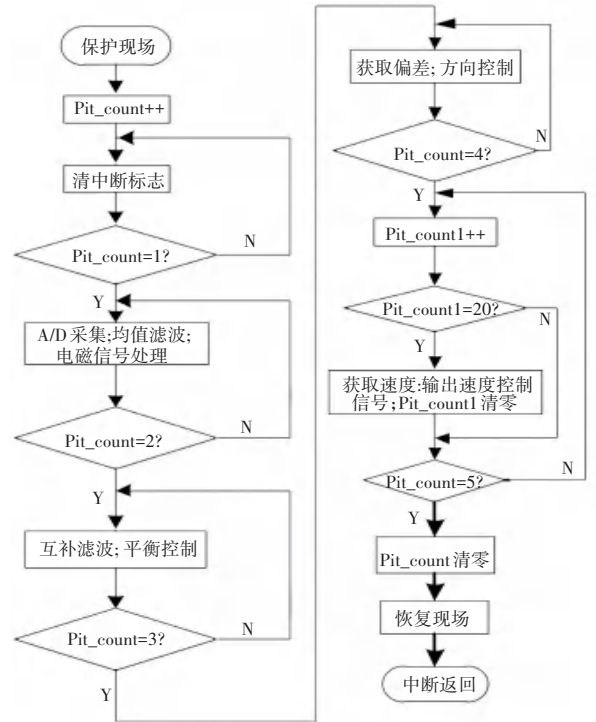 保护现场
Pit_count++
清中断标志
Pit_count=1?
N
Y
A/D 采集;均值滤波;
电磁信号处理
Pit_count=2?
N
Y
互补滤波; 平衡控制
Pit_count=3?
N
Y
获取偏差; 方向控制
Pit_count=4?
N
Y
Pit_count1++
Pit_count1=20?
N
Y
获取速度:输出速度控制
信号;Pit_count1 清零
Pit_count=5?
N
Y
Pit_count 清零
恢复现场
中断返回